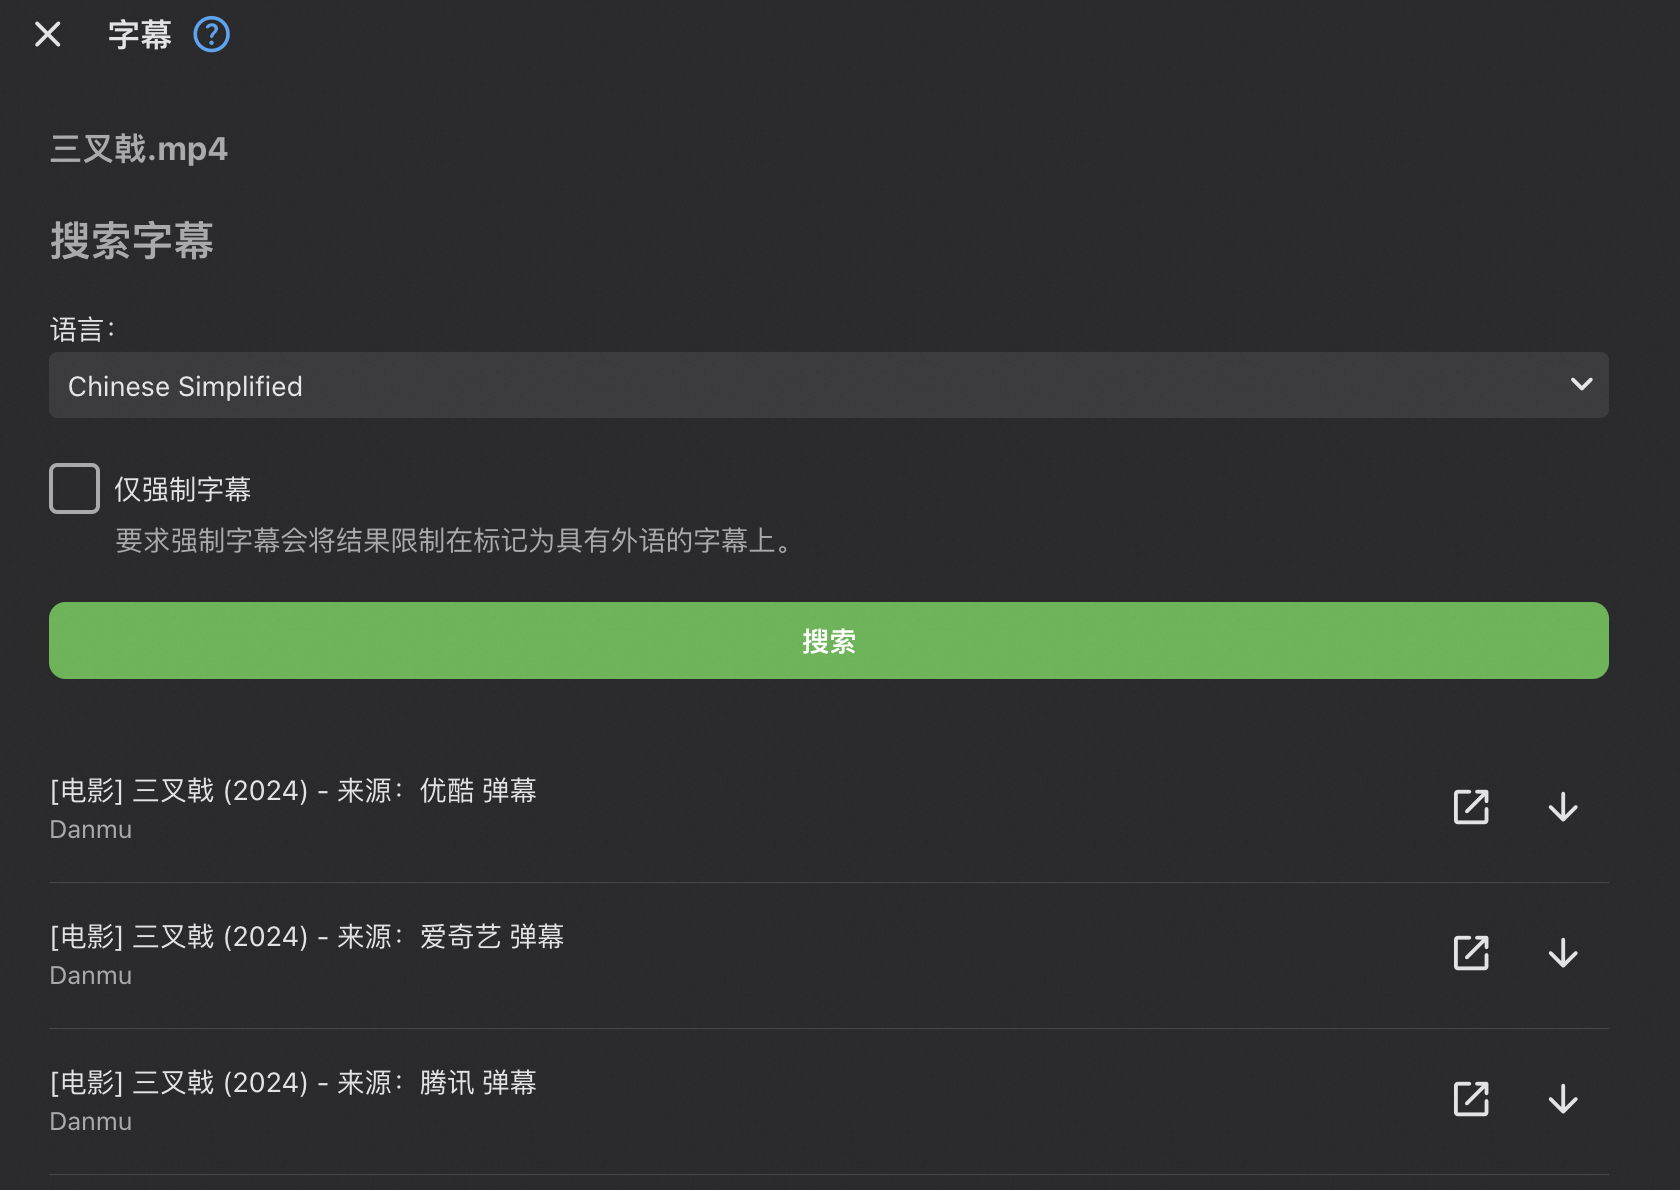 字幕
三叉戟.mp4
搜索字幕
语言：
Chinese Simplified
仅强制字幕
要求强制字幕会将结果限制在标记为具有外语的字幕上。
搜索
[电影] 三叉戟 (2024) - 来源：优酷 弹幕
Danmu
[电影] 三叉戟 (2024) - 来源：爱奇艺 弹幕
Danmu
[电影] 三叉戟 (2024) - 来源：腾讯 弹幕
Danmu